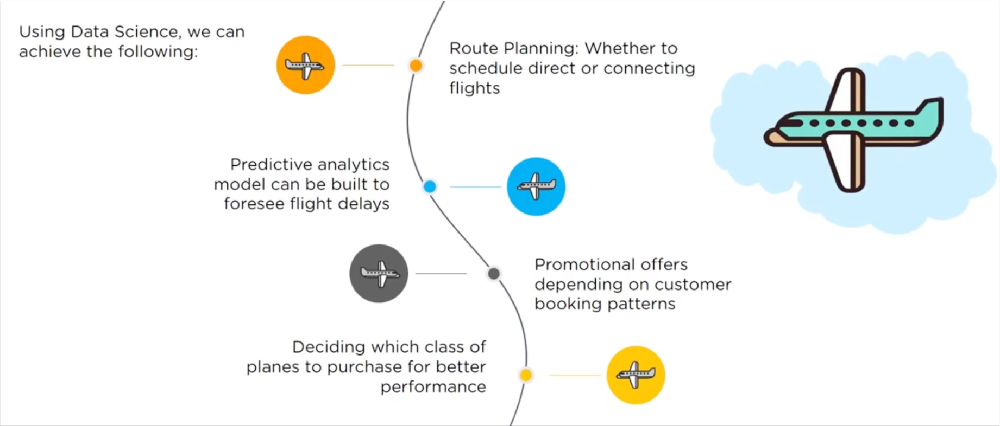 Using Data Science, we can
achieve the following:
Route Planning: Whether to
schedule direct or connecting
flights
Predictive analytics
model can be built to
foresee flight delays
Promotional offers
depending on customer
booking patterns
Deciding which class of
planes to purchase for better
performance